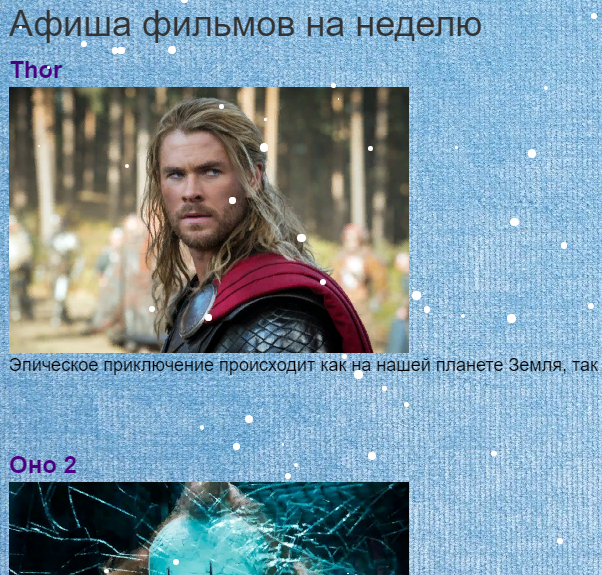 Афиша фильмов на неделю
Thor
Эпическое приключение происходит как на нашей планете Земля, так
Оно 2